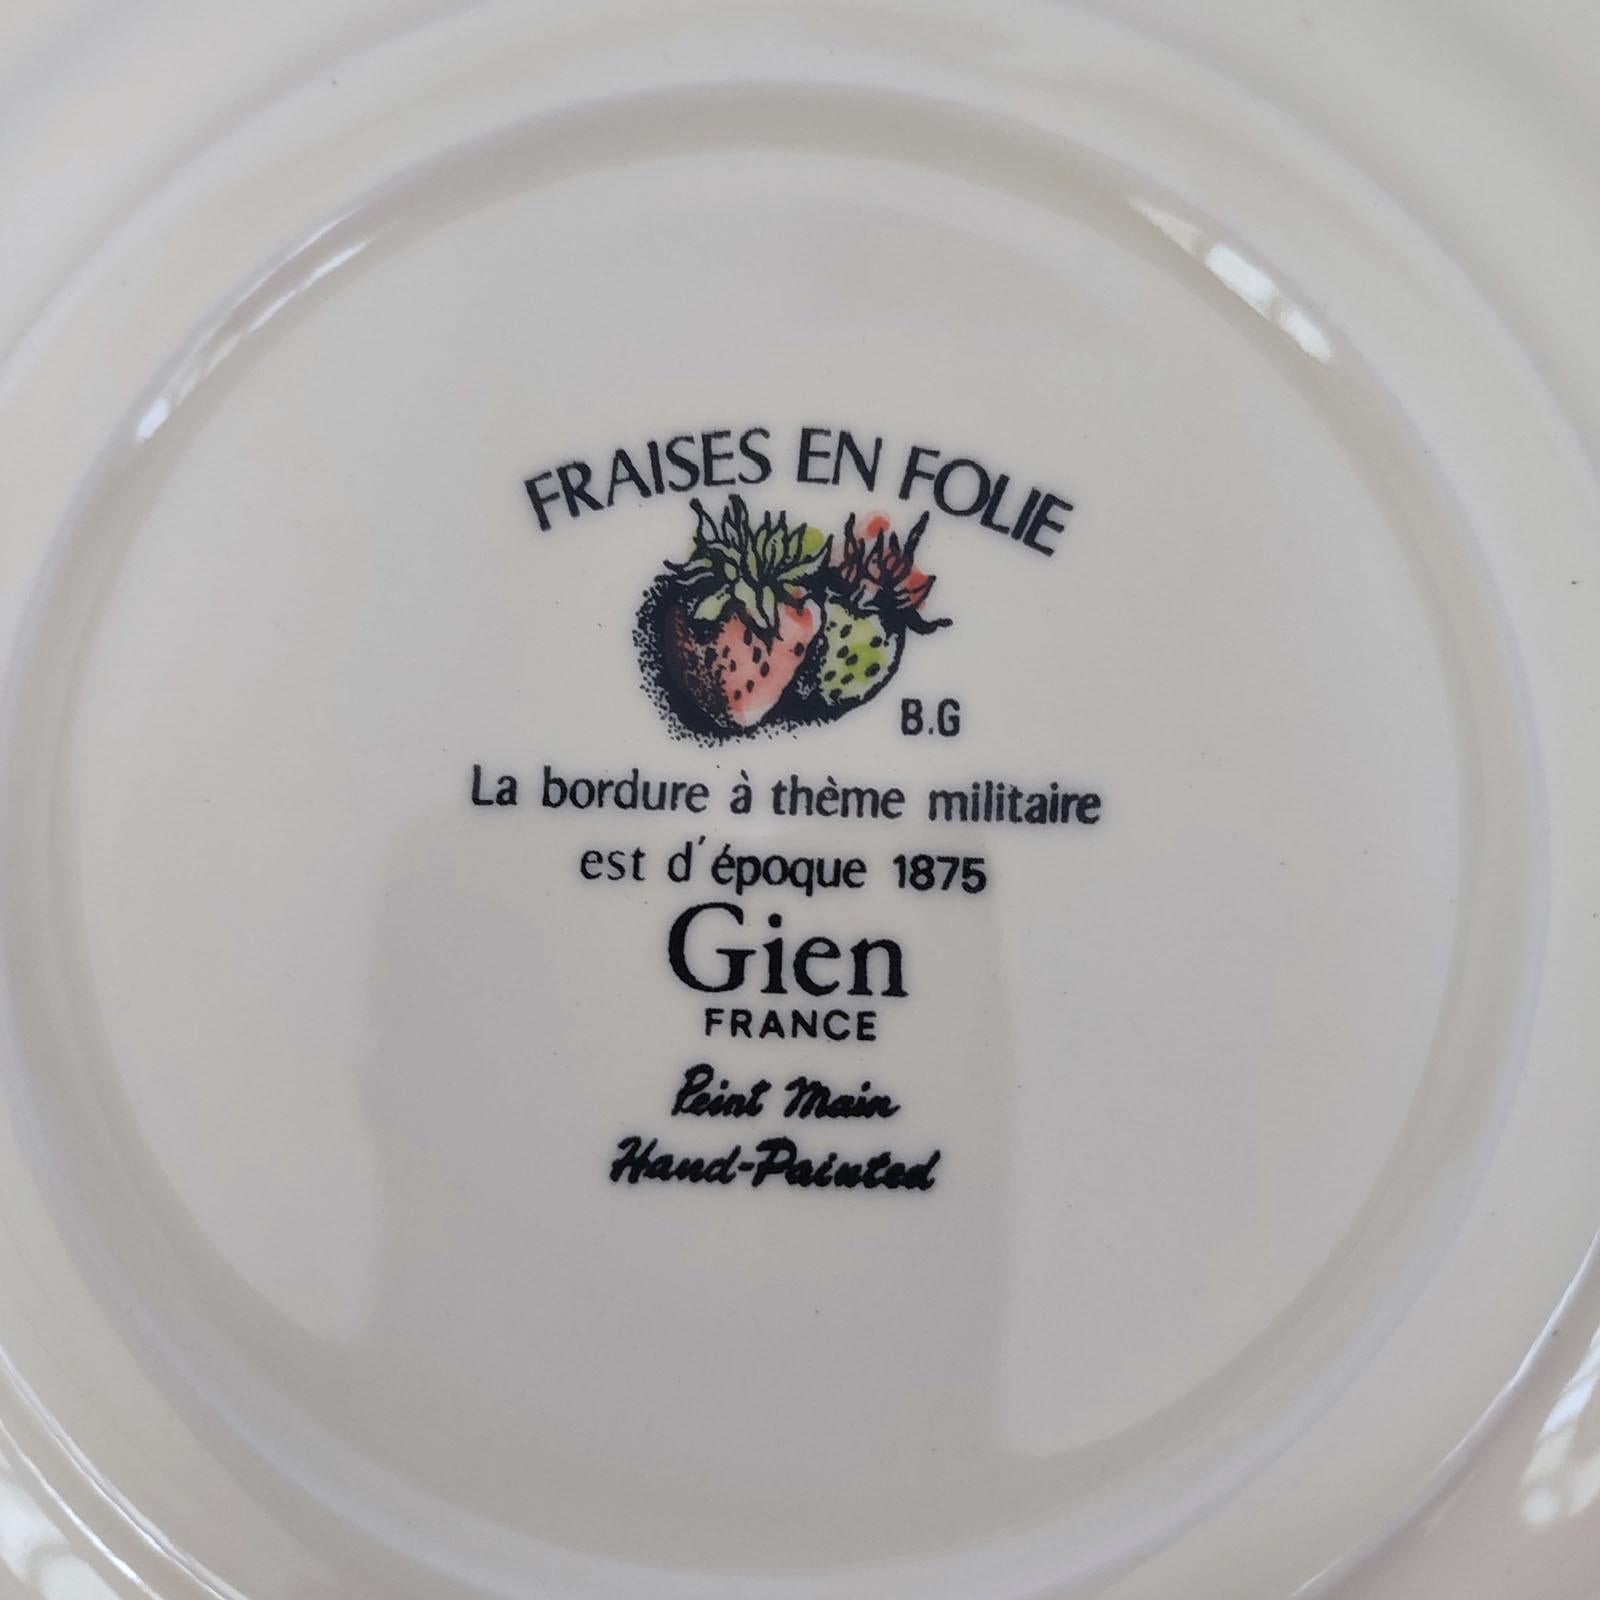 FRAISES EN FOLIE
B.G
La bordure à thème militaire
est d'époque 1875
Gien
FRANCE
Peint Main
Hand-Painted